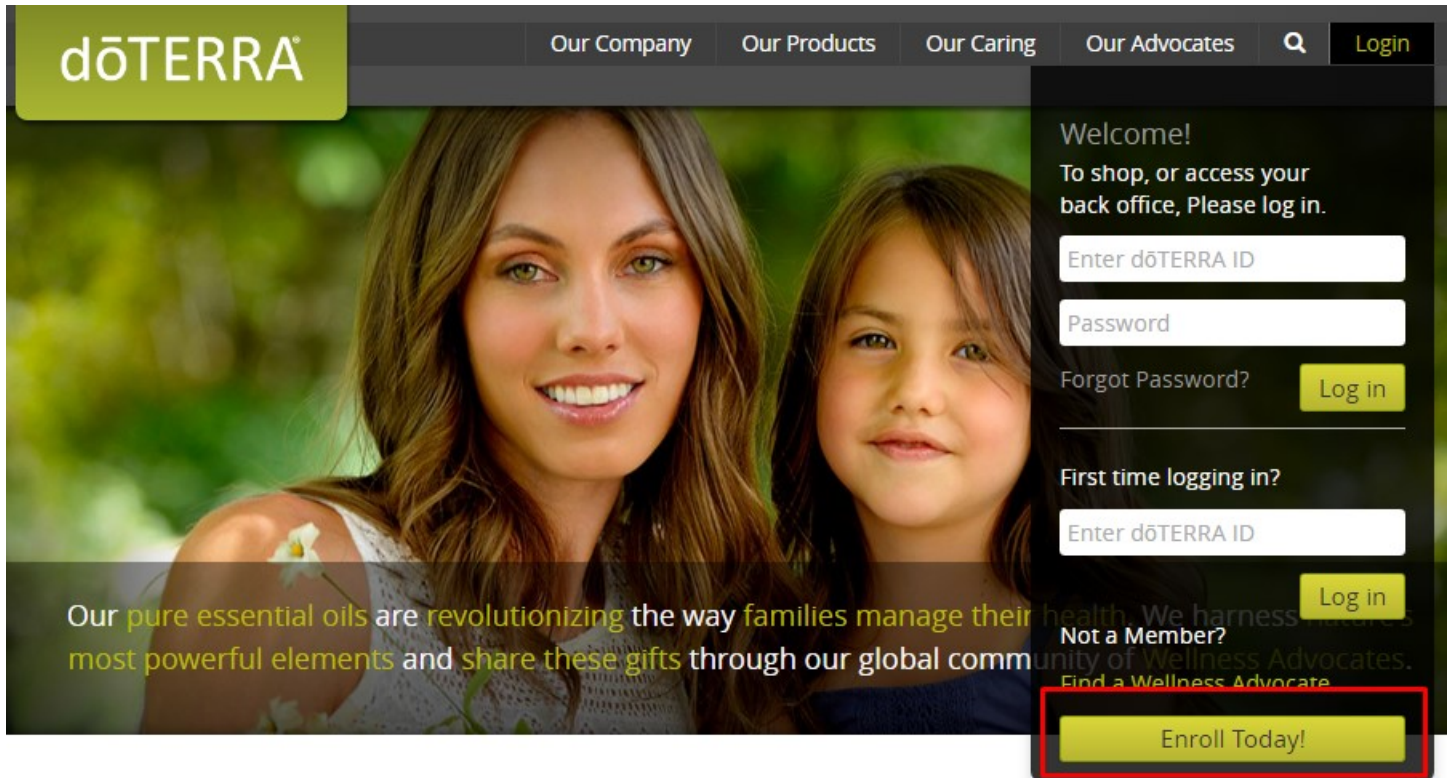 dōTERRA®
Our Company Our Products Our Caring Our Advocates Login
Welcome!
To shop, or access your
back office, Please log in.
Enter dōTERRA ID
Password
Forgot Password? Log in
First time logging in?
Enter dōTERRA ID
Log in
Not a Member?
Find a Wellness Advocate
Enroll Today!
Our pure essential oils are revolutionizing the way families manage their health. We harness nature's
most powerful elements and share these gifts through our global community of Wellness Advocates.